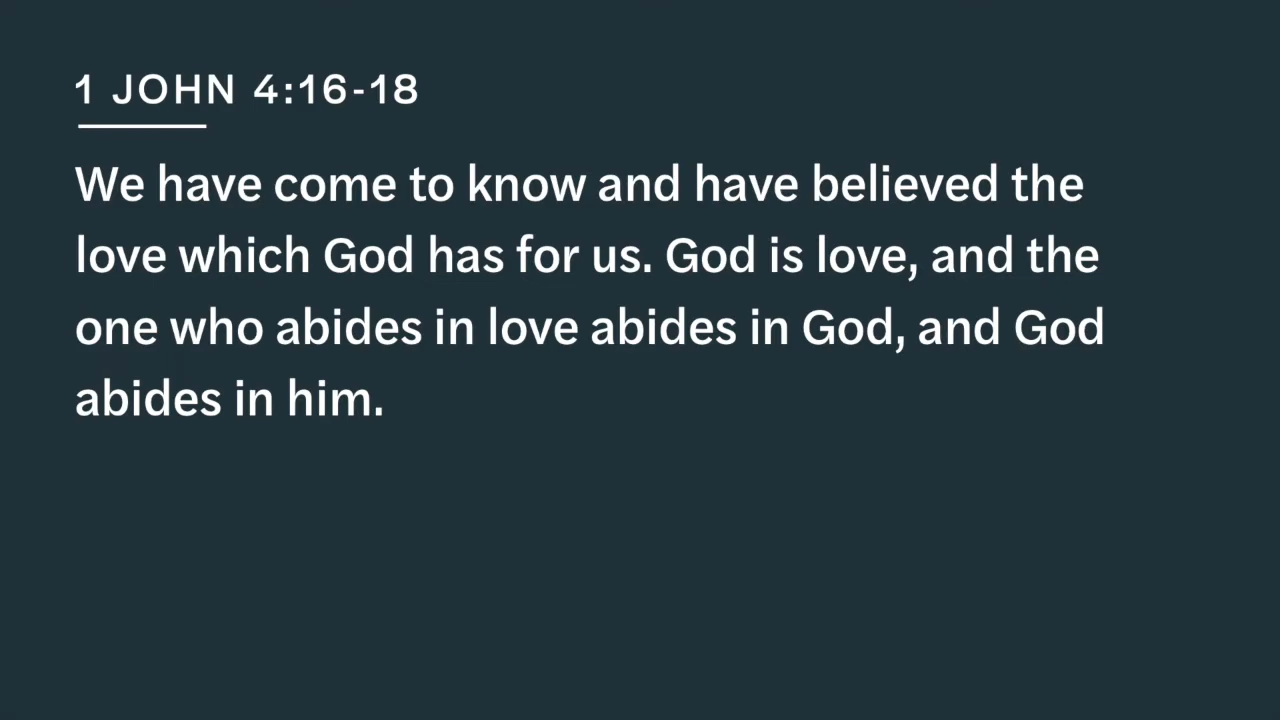 1 JOHN 4:16-18
We have come to know and have believed the
love which God has for us. God is love, and the
one who abides in love abides in God, and God
abides in him.